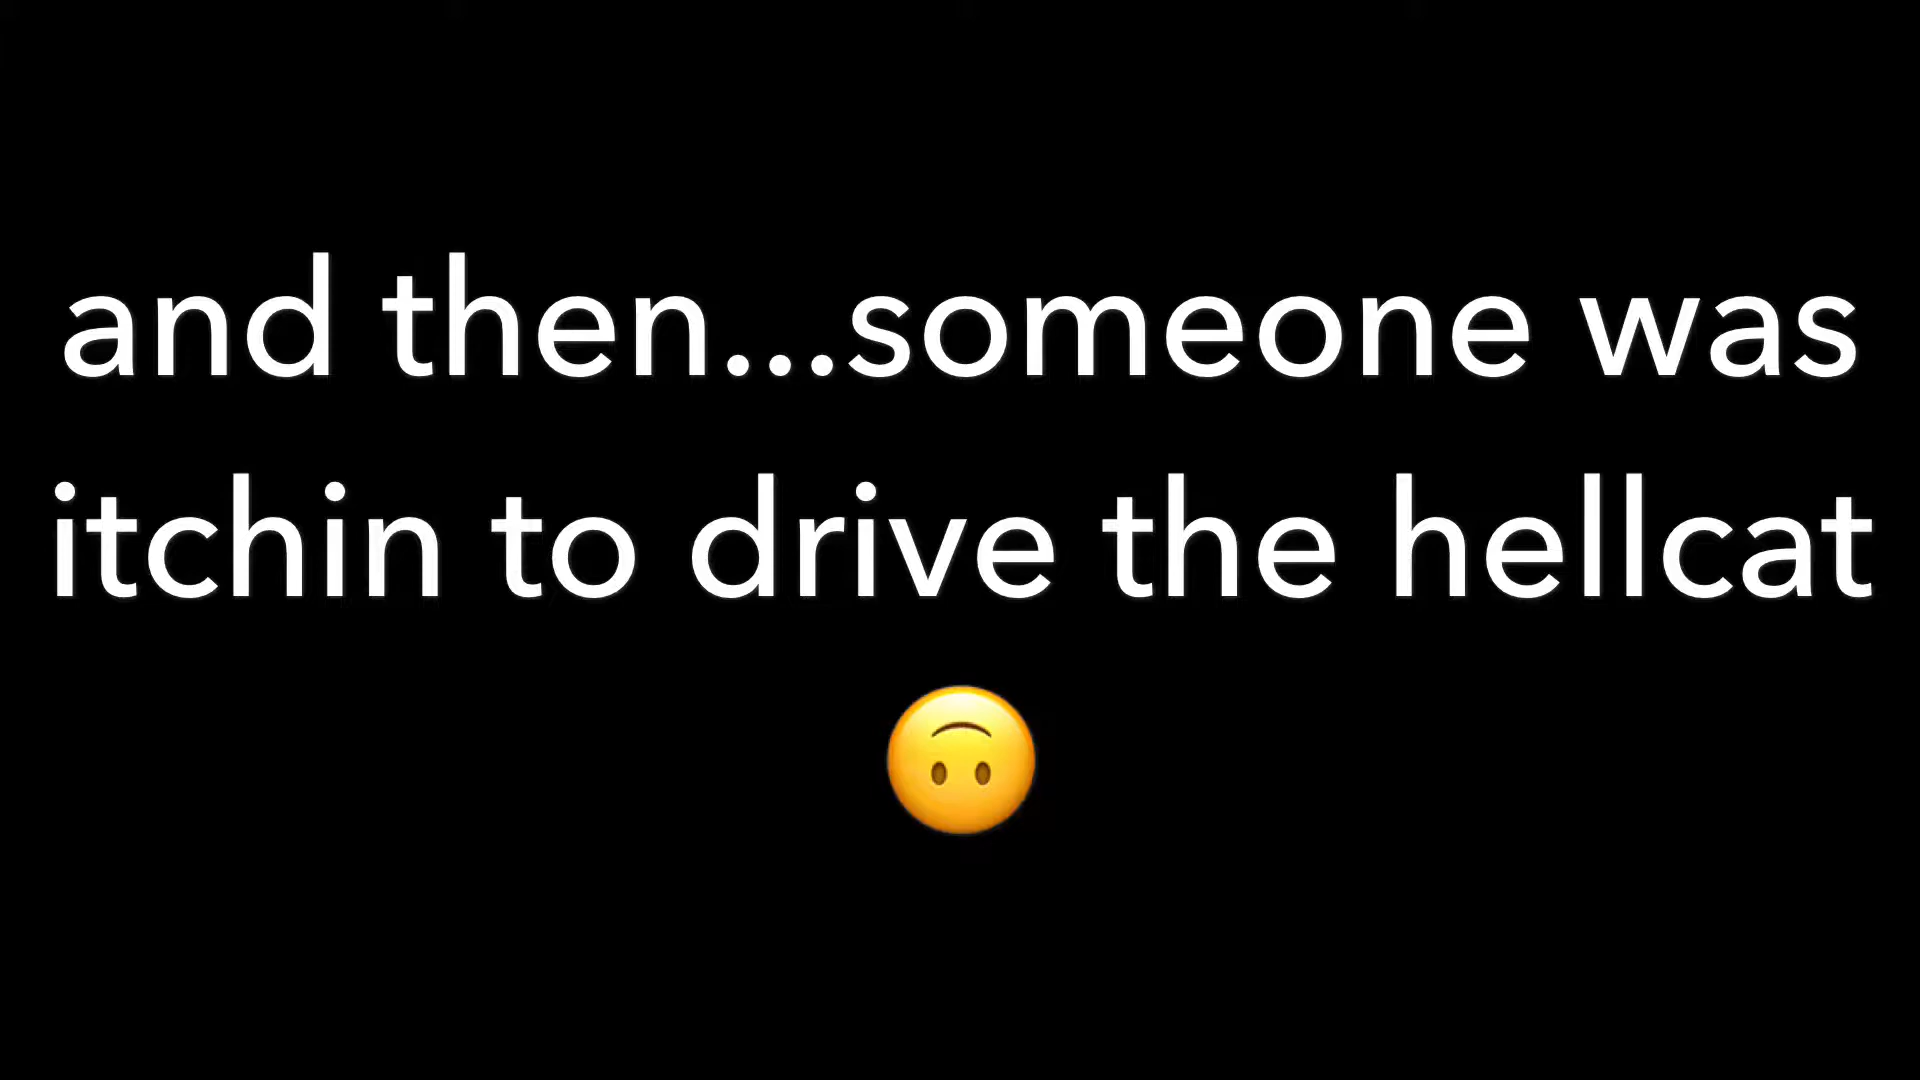 and then...someone was
itchin to drive the hellcat
🙃